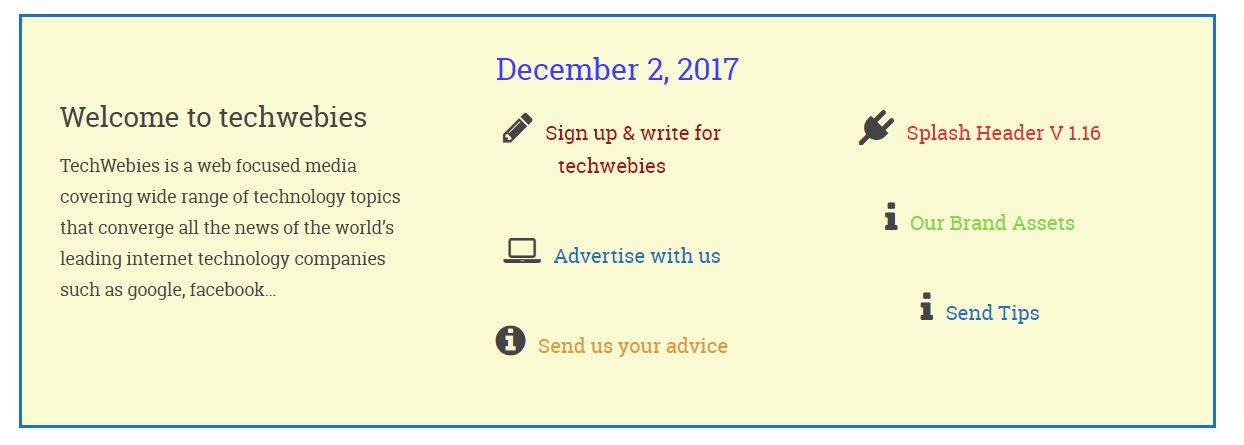 December 2, 2017
Welcome to techwebies
TechWebies is a web focused media
covering wide range of technology topics
that converge all the news of the world's
leading internet technology companies
such as google, facebook...
Sign up & write for
techwebies
Advertise with us
Send us your advice
Splash Header V 1.16
Our Brand Assets
Send Tips